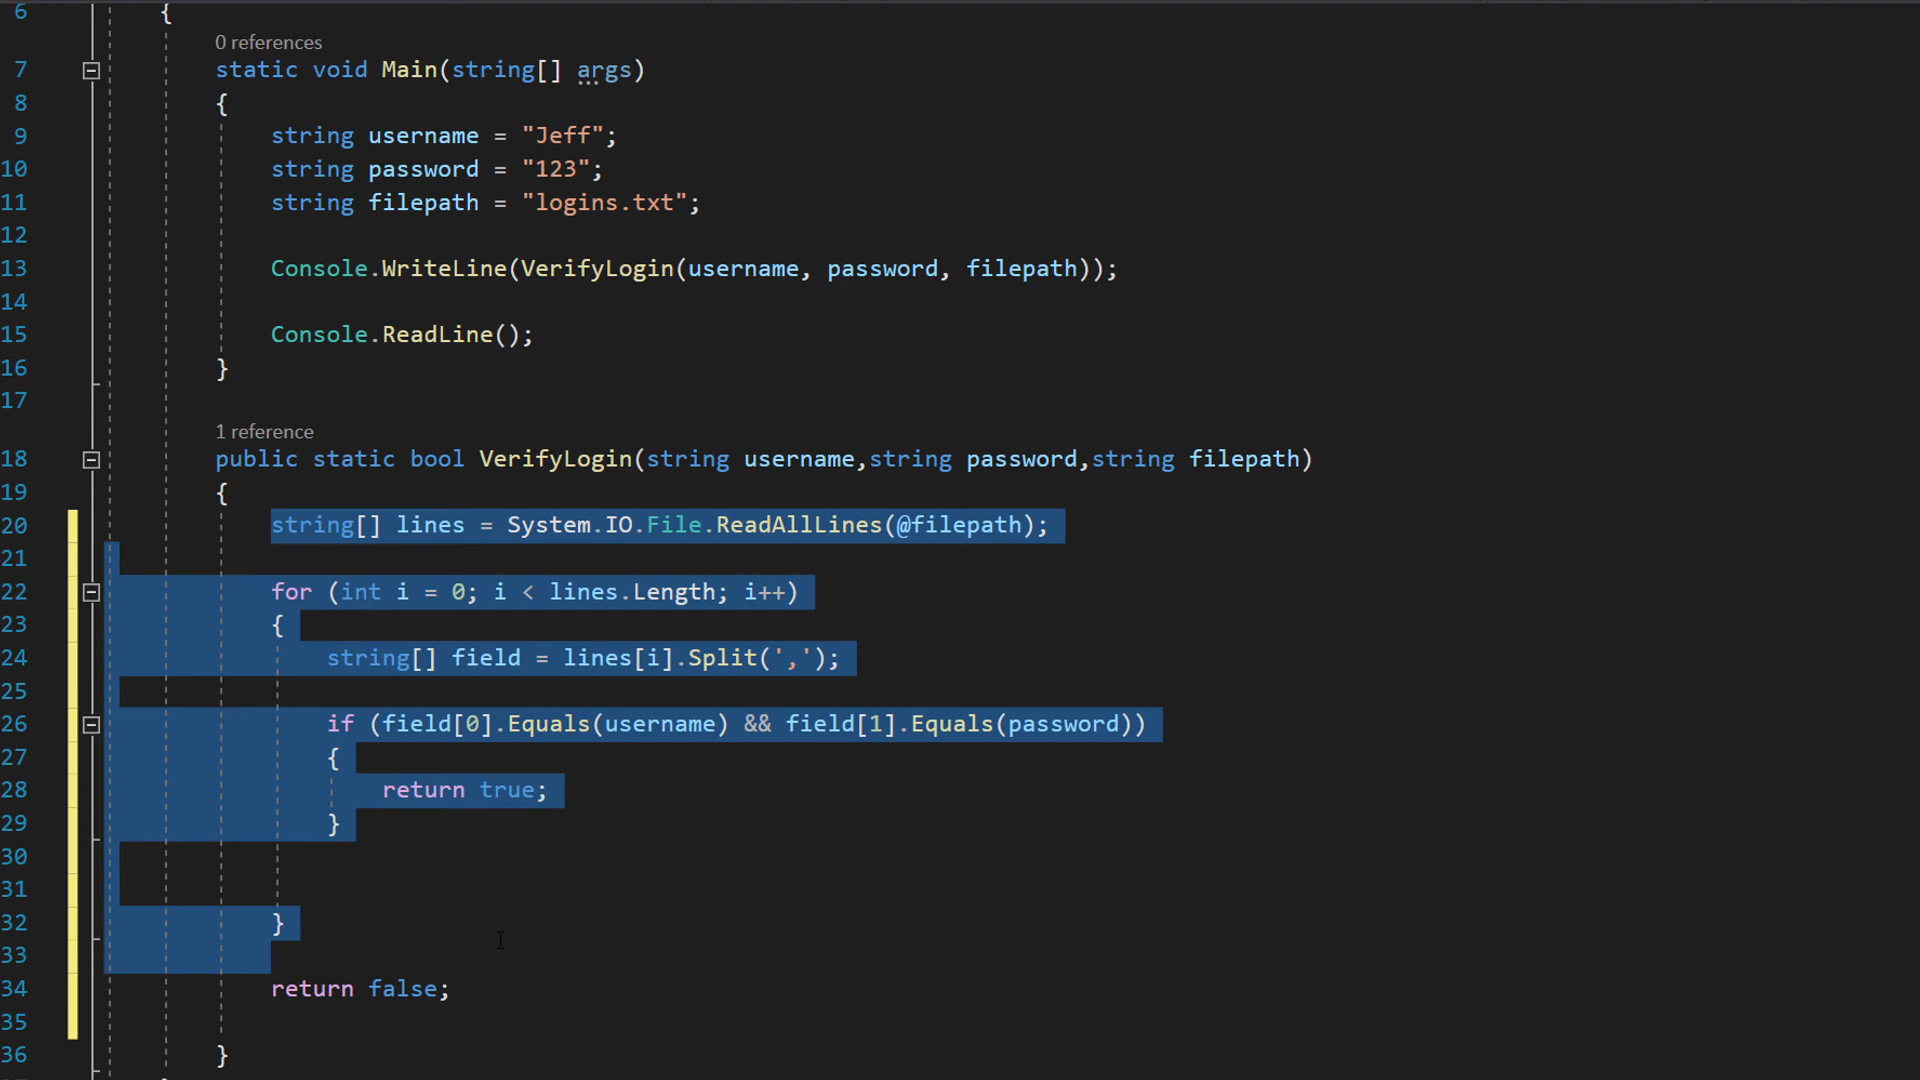 6 {
0 references
7 static void Main(string[] args)
8 {
9 string username = "Jeff";
10 string password = "123";
11 string filepath = "logins.txt";
12
13 Console.WriteLine(VerifyLogin(username, password, filepath));
14
15 Console.ReadLine();
16 }
17
1 reference
18 public static bool VerifyLogin(string username,string password,string filepath)
19 {
20 string[] lines = System.IO.File.ReadAllLines(@filepath);
21
22 for (int i = 0; i < lines.Length; i++)
23 {
24 string[] field = lines[i].Split(',');
25
26 if (field[0].Equals(username) && field[1].Equals(password))
27 {
28 return true;
29 }
30
31
32 }
33
34 return false;
35
36 }